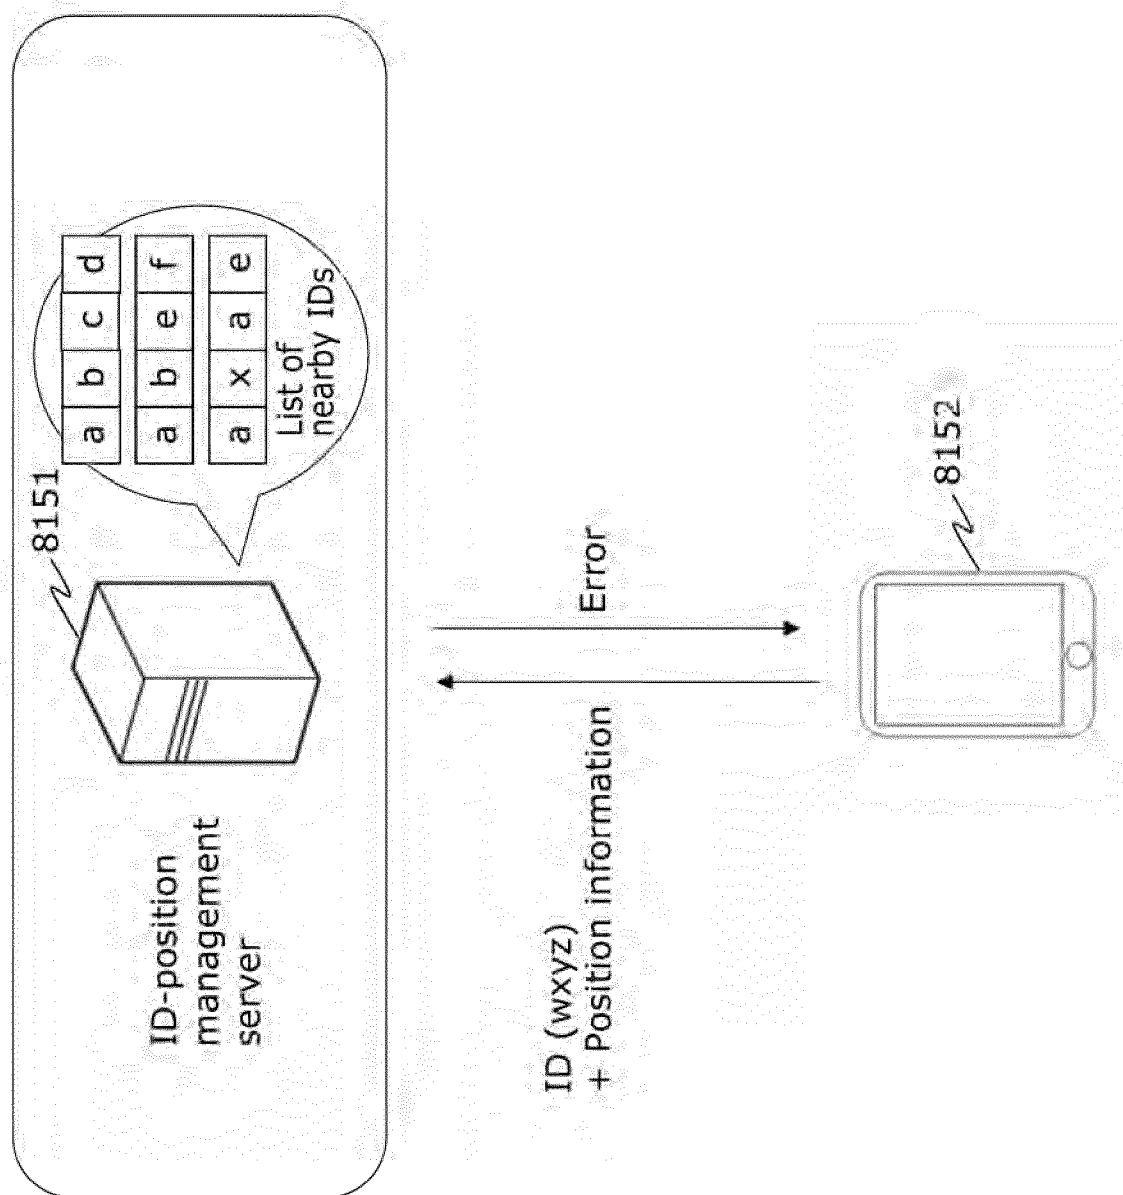 8151
a b c d
a b e f
a x a e
List of
nearby IDs
ID-position
management
server
Error
ID (wxyz)
+ Position information
8152